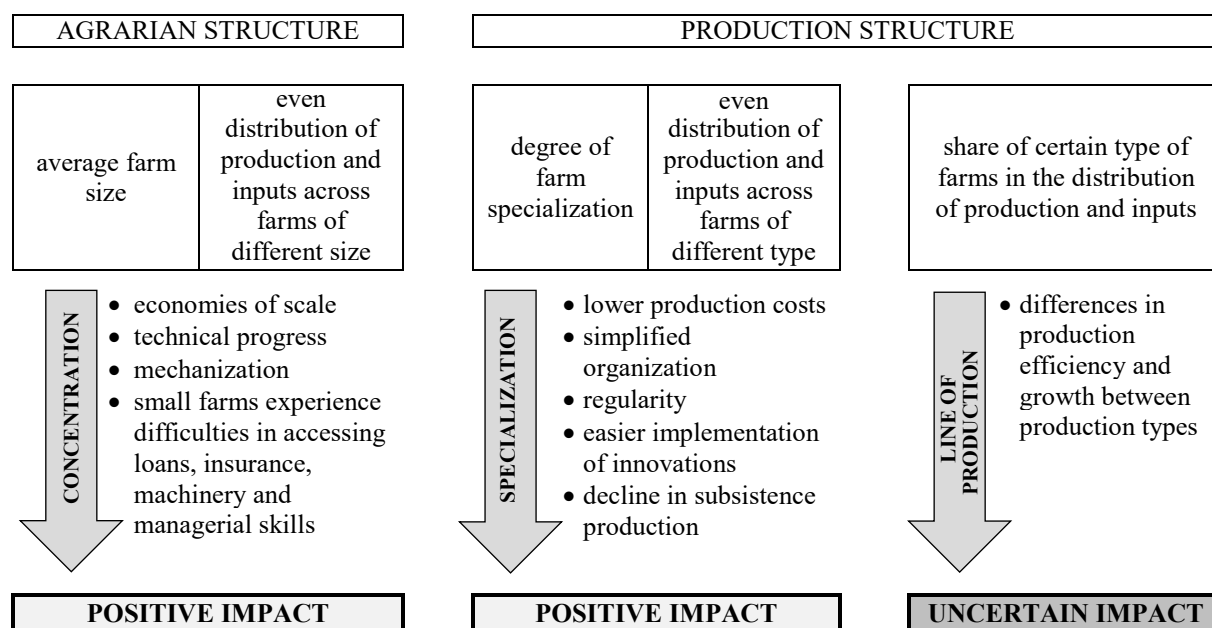 AGRARIAN STRUCTURE
PRODUCTION STRUCTURE
average farm
size
even
distribution of
production and
inputs across
farms of
different size
degree of
farm
specialization
even
distribution of
production and
inputs across
farms of
different type
share of certain type of
farms in the distribution
of production and inputs
CONCENTRATION
• economies of scale
• technical progress
• mechanization
• small farms experience
difficulties in accessing
loans, insurance,
machinery and
managerial skills
SPECIALIZATION
• lower production costs
• simplified
organization
• regularity
• easier implementation
of innovations
• decline in subsistence
production
LINE OF
PRODUCTION
• differences in
production
efficiency and
growth between
production types
POSITIVE IMPACT
POSITIVE IMPACT
UNCERTAIN IMPACT